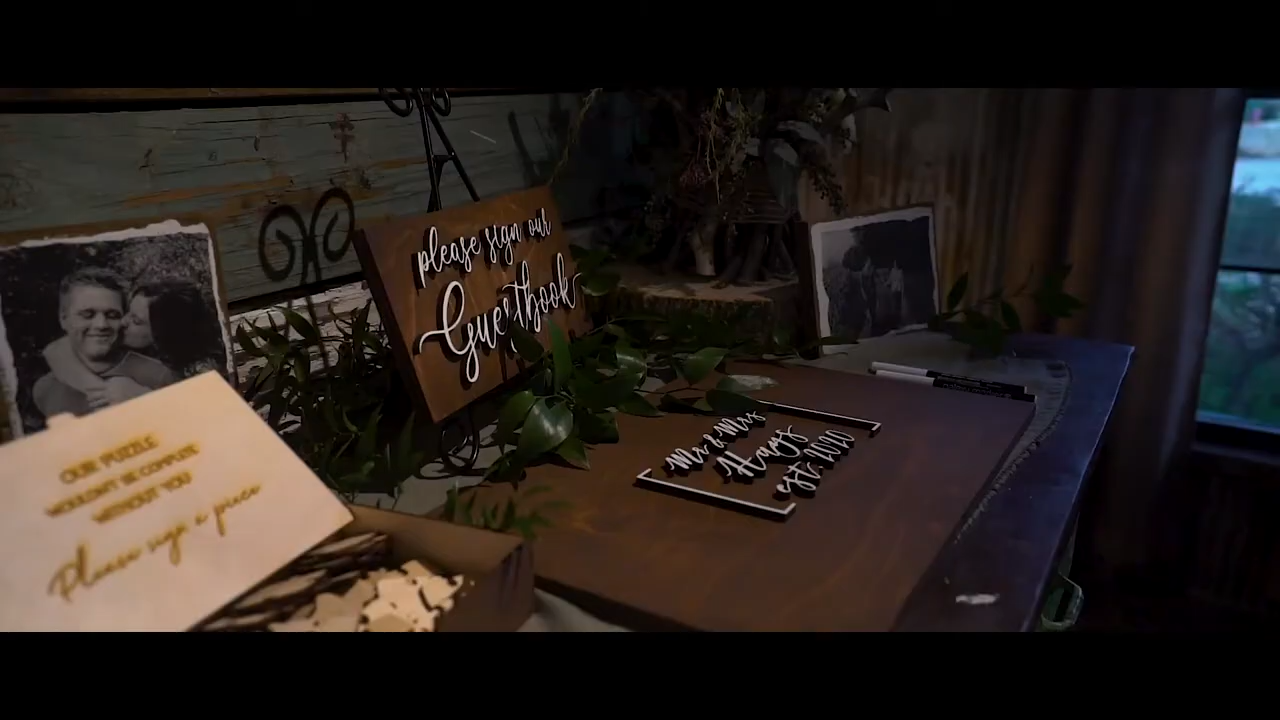 please sign our
Guestbook
Mr & Mrs
Hays
est. 2020
OUR PUZZLE
WOULDN'T BE COMPLETE
WITHOUT YOU
Please sign a piece